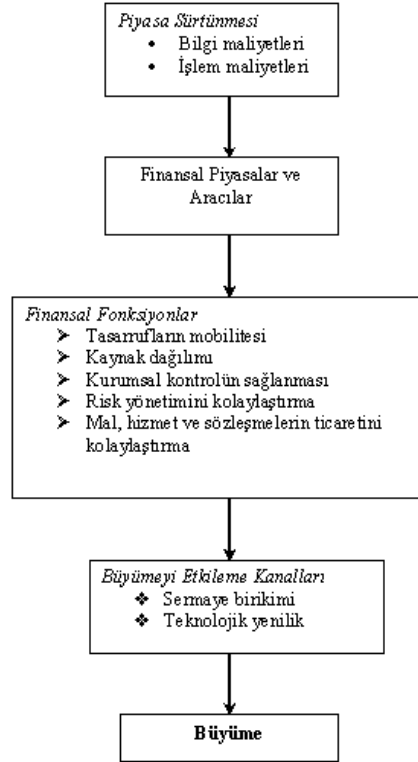 Piyasa Sürtünmesi
• Bilgi maliyetleri
• İşlem maliyetleri
Finansal Piyasalar ve
Aracılar
Finansal Fonksiyonlar
➤ Tasarrufların mobilitesi
➤ Kaynak dağılımı
➤ Kurumsal kontrolün sağlanması
➤ Risk yönetimini kolaylaştırma
➤ Mal, hizmet ve sözleşmelerin ticaretini
kolaylaştırma
Büyümeyi Etkileme Kanalları
❖ Sermaye birikimi
❖ Teknolojik yenilik
Büyüme